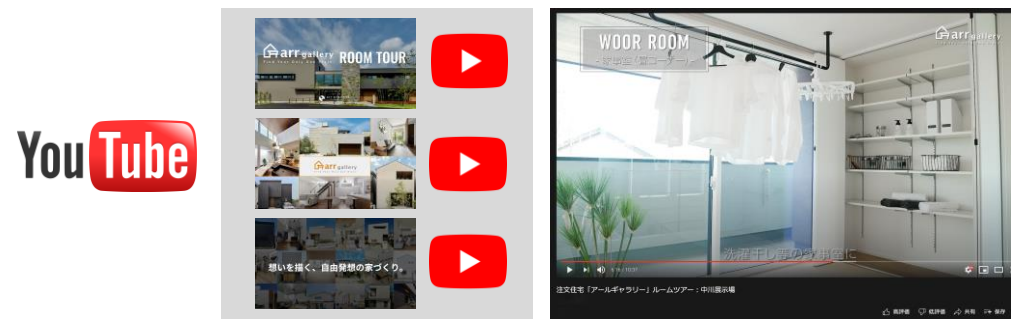 YouTube
arr gallery
ROOM TOUR
arr gallery
想いを描く、自由発想の家づくり。
WOOR ROOM
arr gallery
洗濯干し要の家事室に
注文住宅「アールギャラリー」ルームツアー：中川展示場
高評価 低評価 共有 保存